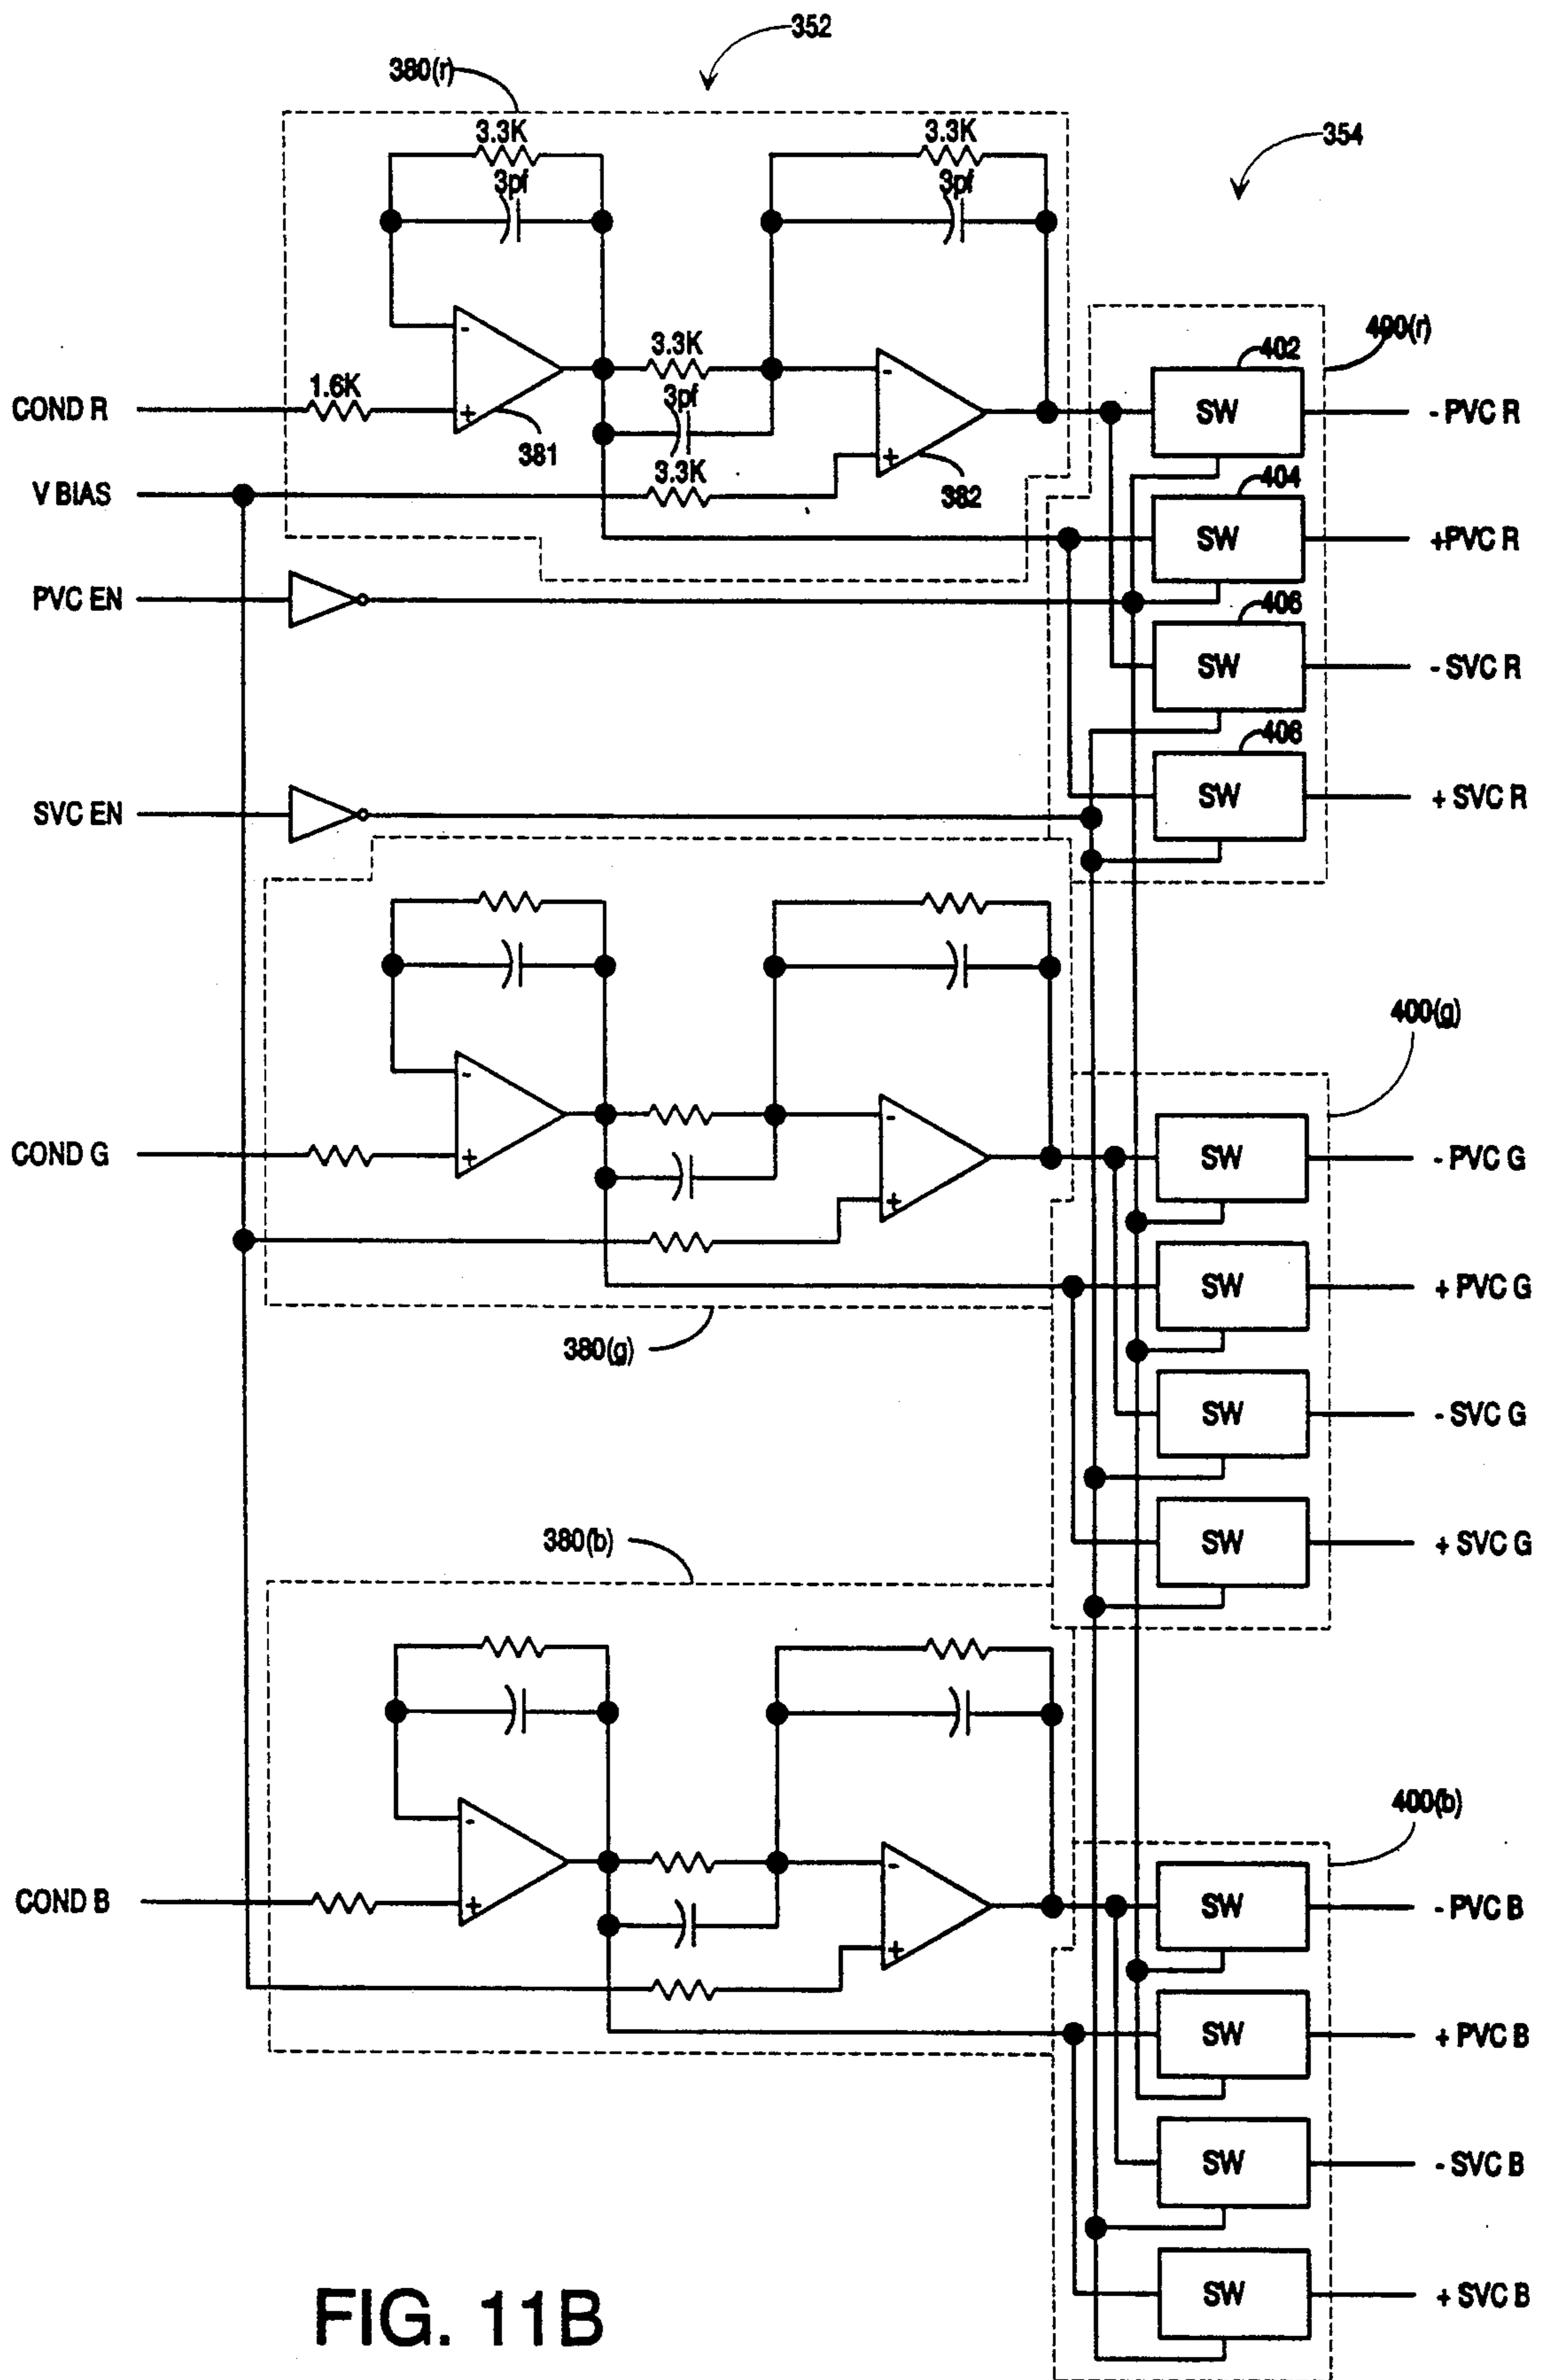 352
380(r)
354
3.3K
3.3K
3pf
3pf
400(r)
402
3.3K
- SW - PVC R
1.6K
COND R
+
3pf
381
+
3.3K
382
V BIAS
404
SW +PVC R
PVC EN
406
SW - SVC R
408
SW + SVC R
SVC EN
400(g)
-
-
COND G
+
SW - PVC G
+
SW + PVC G
380(g)
SW - SVC G
SW + SVC G
380(b)
400(b)
-
-
COND B
+
SW - PVC B
+
SW + PVC B
SW - SVC B
SW + SVC B
FIG. 11B